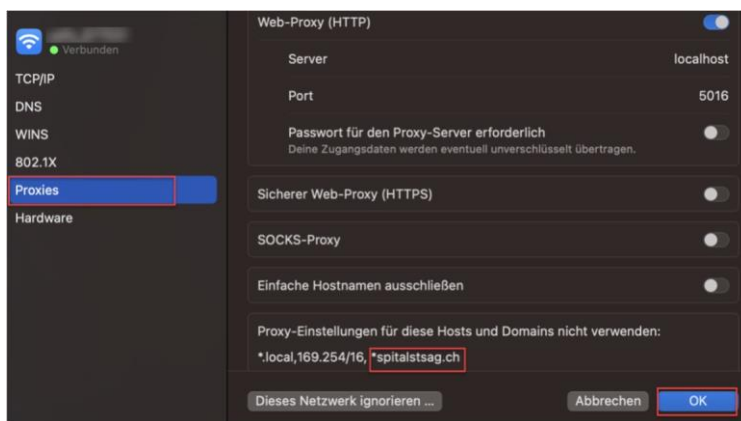 Verbunden
TCP/IP
DNS
WINS
802.1X
Proxies
Hardware
Web-Proxy (HTTP)
Server localhost
Port 5016
Passwort für den Proxy-Server erforderlich
Deine Zugangsdaten werden eventuell unverschlüsselt übertragen.
Sicherer Web-Proxy (HTTPS)
SOCKS-Proxy
Einfache Hostnamen ausschließen
Proxy-Einstellungen für diese Hosts und Domains nicht verwenden:
*.local,169.254/16, *spitalstsag.ch
Dieses Netzwerk ignorieren ... Abbrechen OK